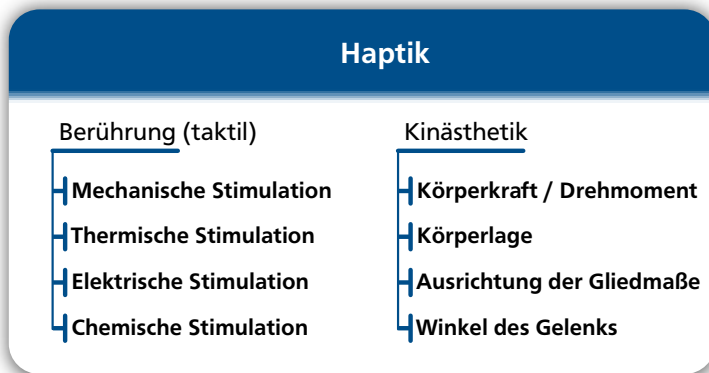 Haptik
Berührung (taktil)
Mechanische Stimulation
Thermische Stimulation
Elektrische Stimulation
Chemische Stimulation
Kinästhetik
Körperkraft / Drehmoment
Körperlage
Ausrichtung der Gliedmaße
Winkel des Gelenks